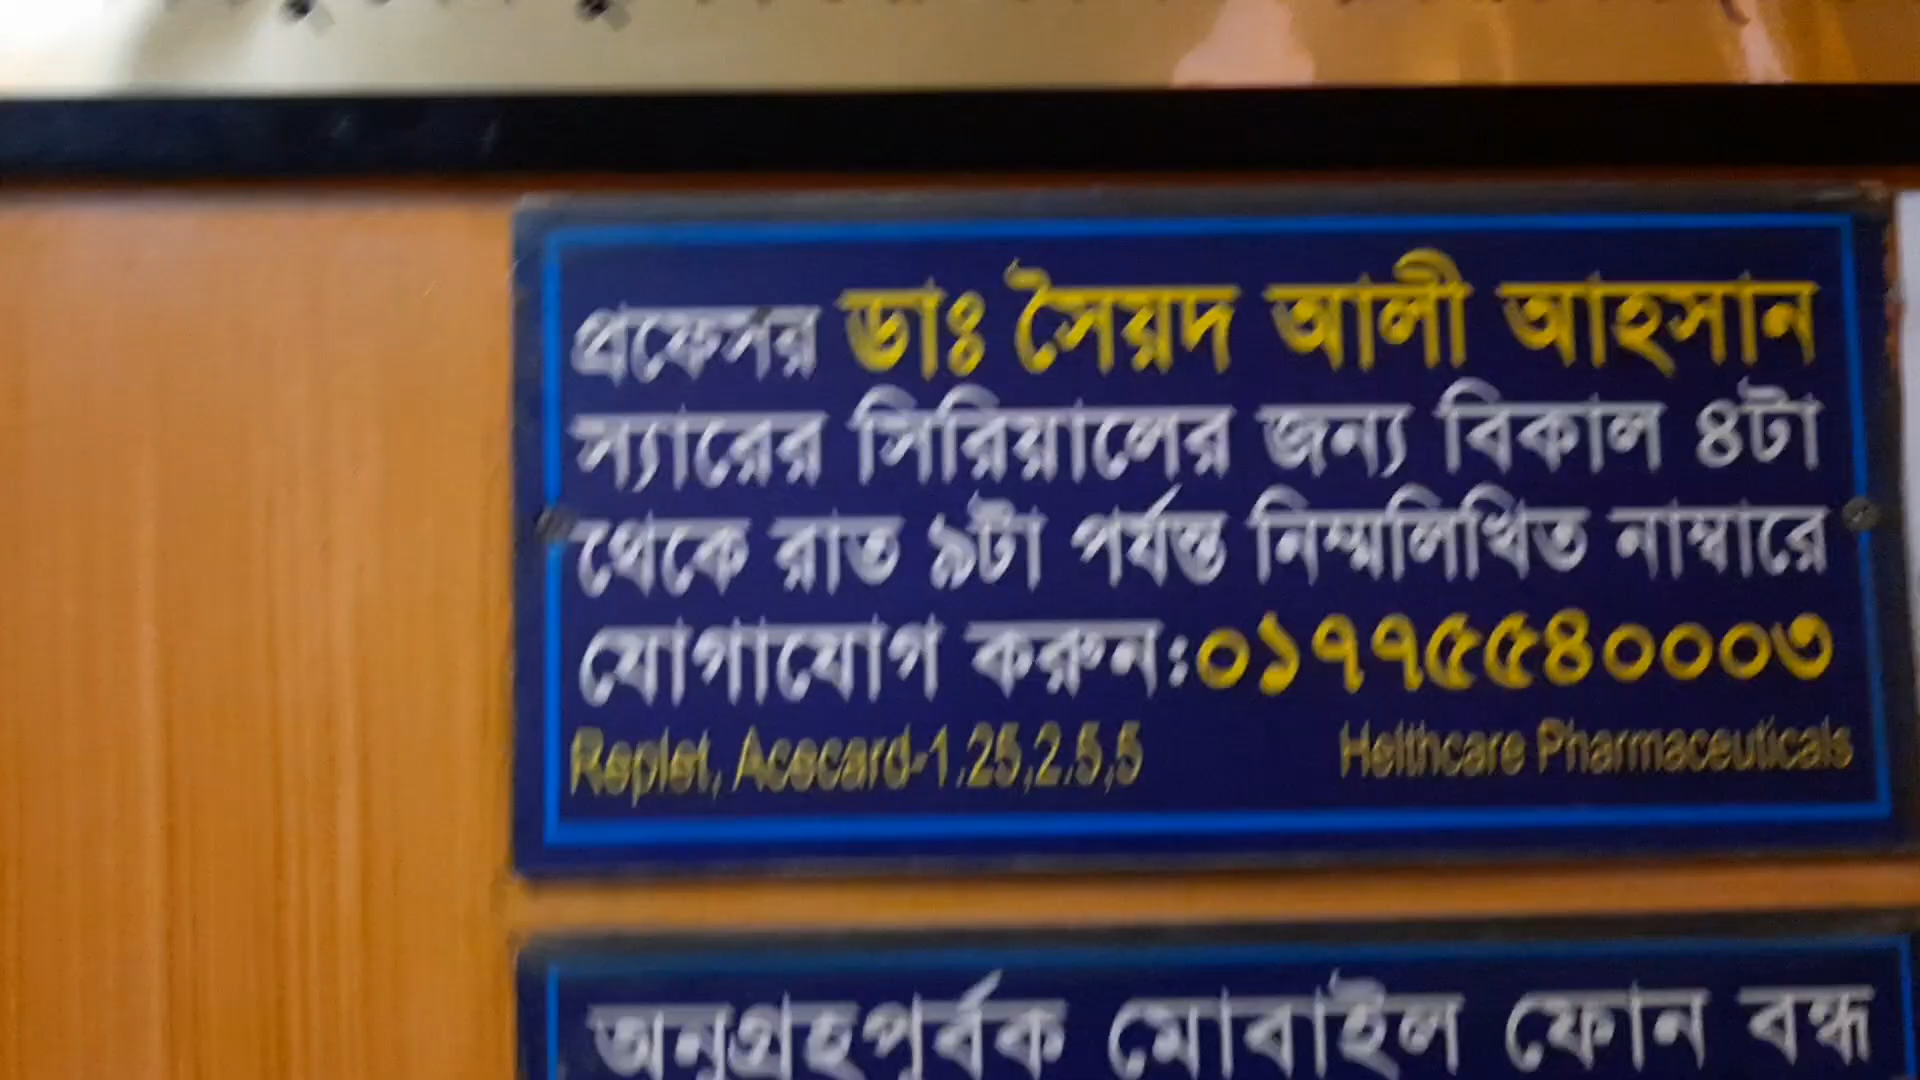 প্রফেসর ডাঃ সৈয়দ আলী আহসান
স্যারের সিরিয়ালের জন্য বিকাল ৪টা
থেকে রাত ৯টা পর্যন্ত নিম্মলিখিত নাম্বারে
যোগাযোগ করুন:০১৭৭৫৫৪০০০৩
Replet, Acecard-1.25,2.5,5 Helthcare Pharmaceuticals
অনুগ্রহপূর্বক মোবাইল ফোন বন্ধ